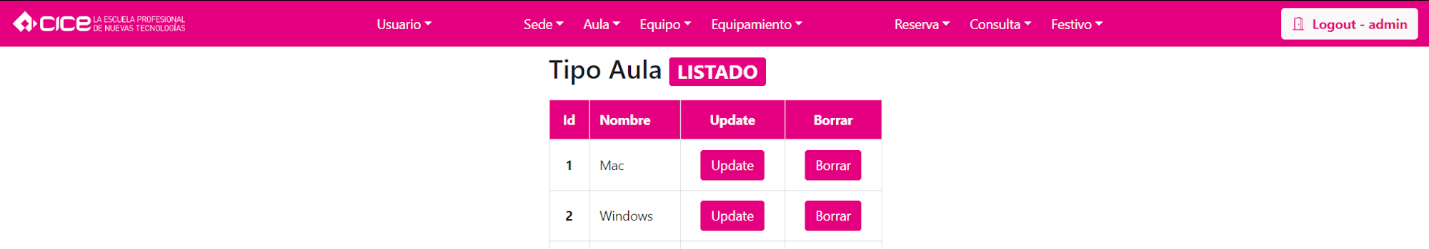 CICE LA ESCUELA PROFESIONAL
DE NUEVAS TECNOLOGÍAS
Usuario Sede Aula Equipo Equipamiento Reserva Consulta Festivo Logout - admin
Tipo Aula LISTADO
Id Nombre Update Borrar
1 Mac Update Borrar
2 Windows Update Borrar